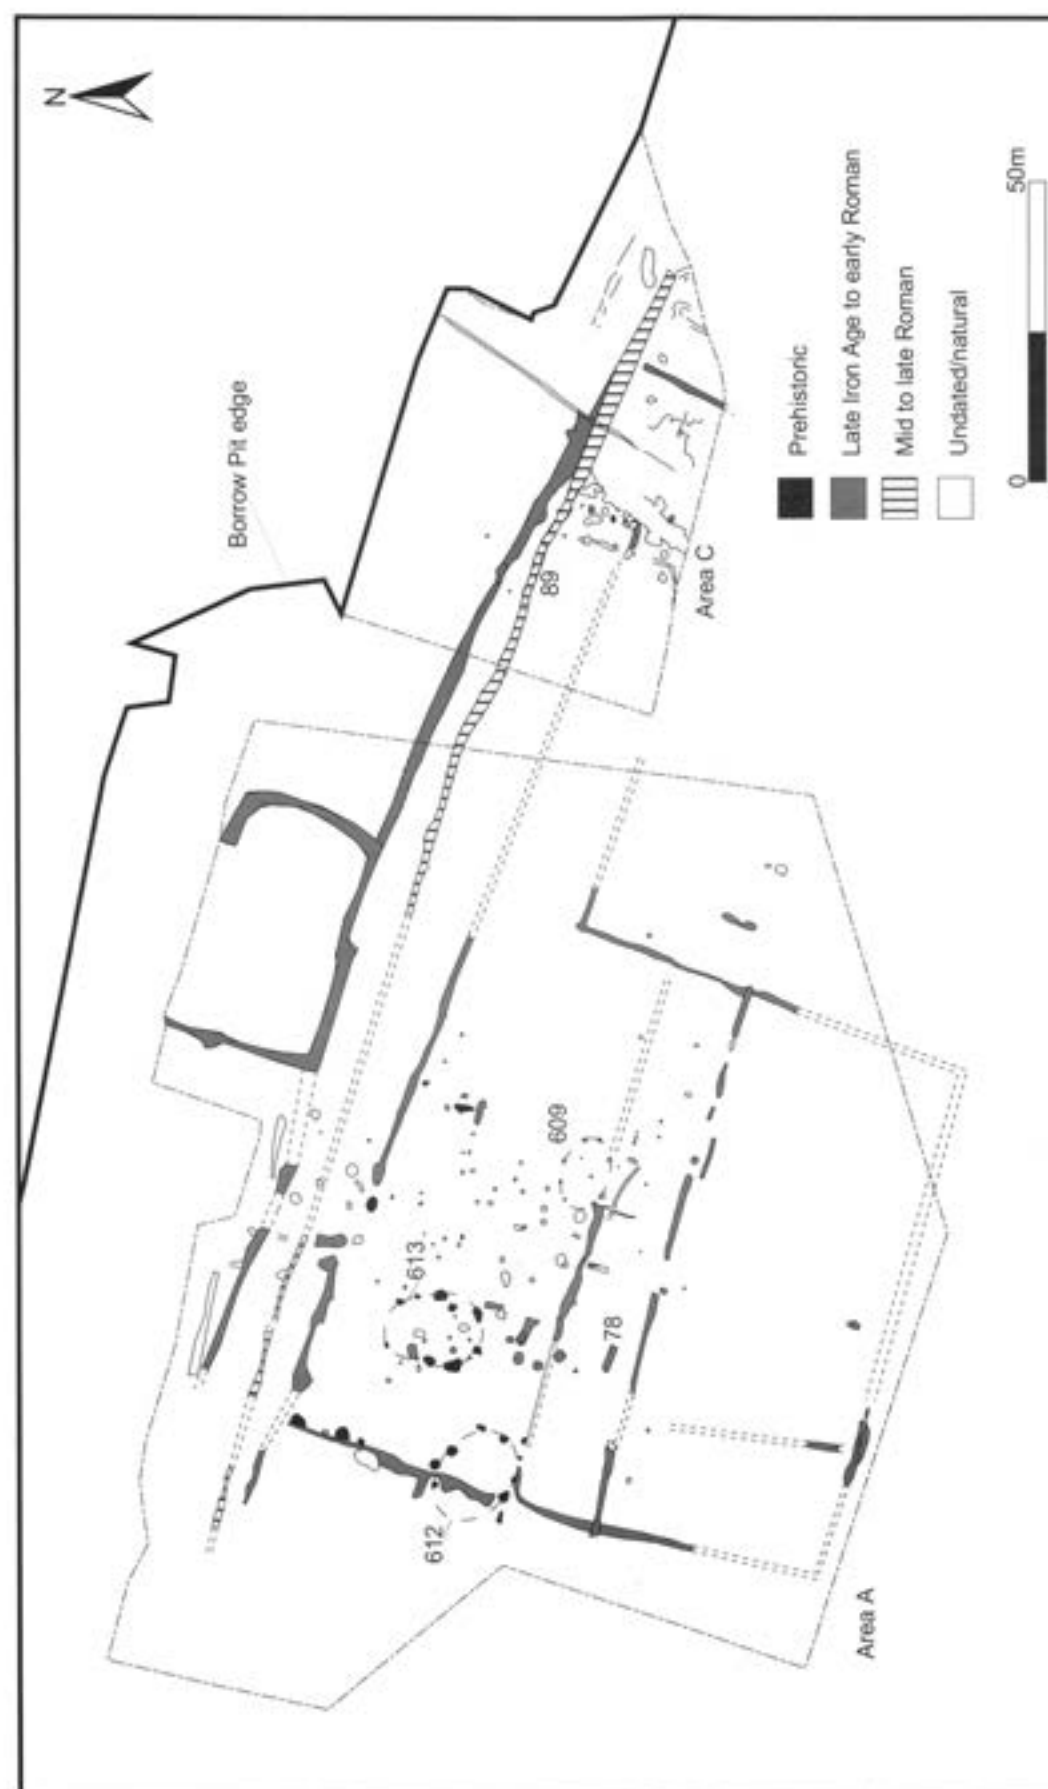 N
Borrow Pit edge
89
Area C
609
613
78
612
Area A
Prehistoric
Late Iron Age to early Roman
Mid to late Roman
Undated/natural
0
50m